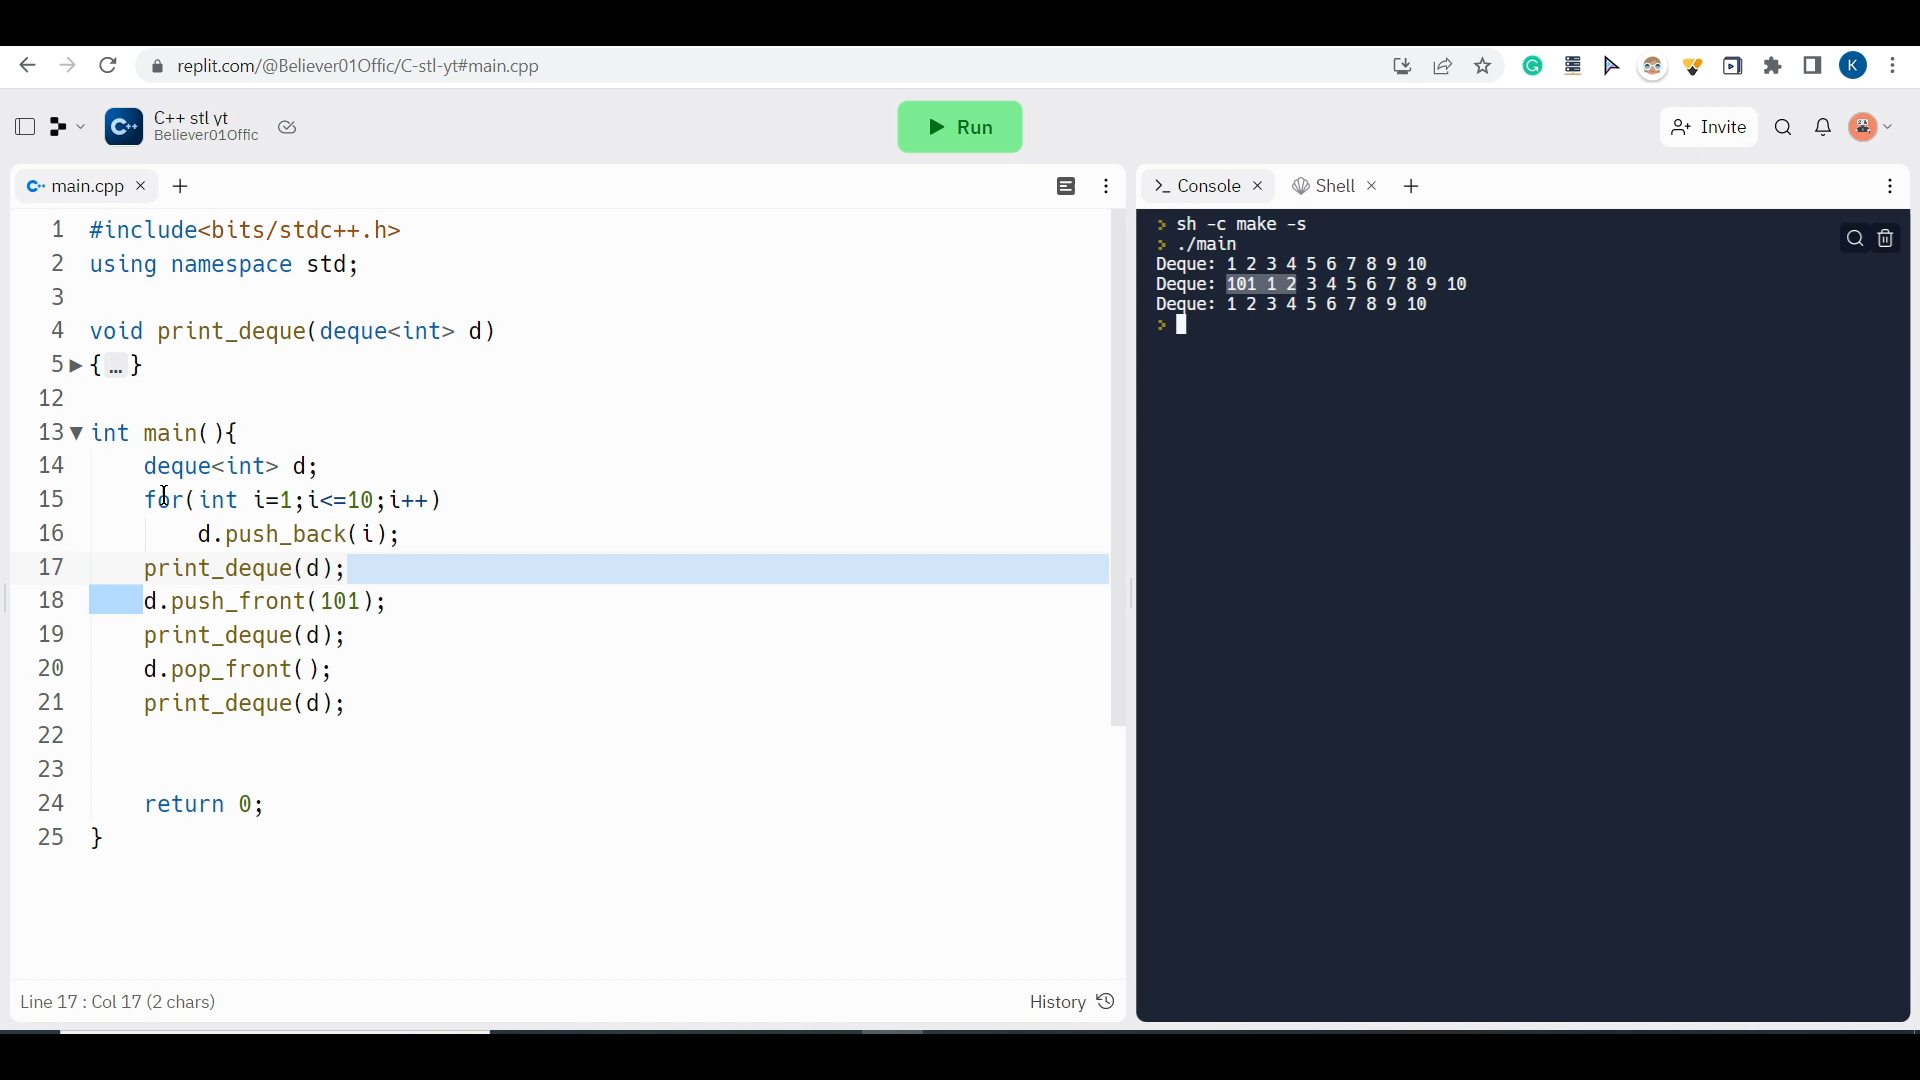 replit.com/@Believer01Offic/C-stl-yt#main.cpp
K
C++ stl yt
Believer01Offic
Run
Invite
main.cpp
Console
Shell
1 #include<bits/stdc++.h>
2 using namespace std;
3
4 void print_deque(deque<int> d)
5 {…}
12
13 int main(){
14 deque<int> d;
15 for(int i=1;i<=10;i++)
16 d.push_back(i);
17 print_deque(d);
18 d.push_front(101);
19 print_deque(d);
20 d.pop_front();
21 print_deque(d);
22
23
24 return 0;
25 }
Line 17 : Col 17 (2 chars)
History
> sh -c make -s
> ./main
Deque: 1 2 3 4 5 6 7 8 9 10
Deque: 101 1 2 3 4 5 6 7 8 9 10
Deque: 1 2 3 4 5 6 7 8 9 10
>